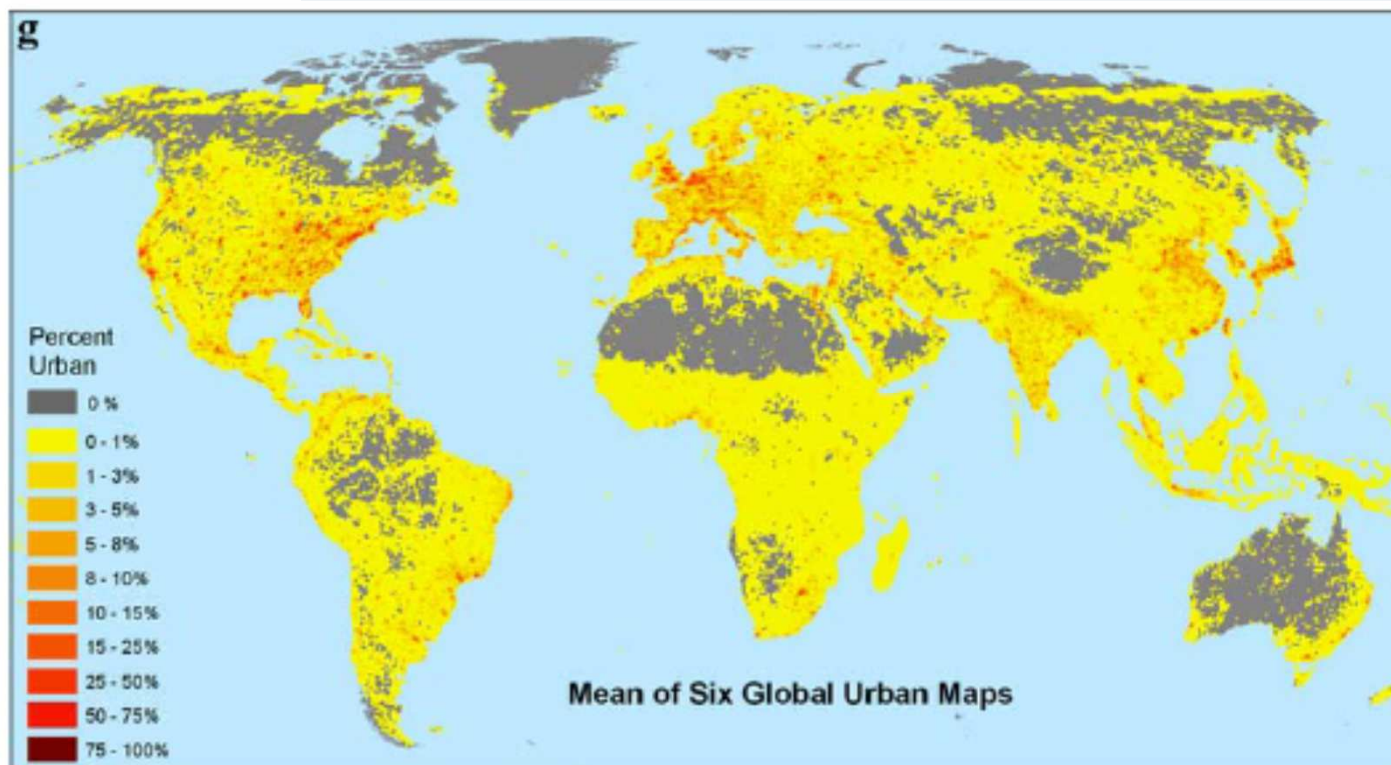 g
Percent
Urban
0 %
0 - 1%
1 - 3%
3 - 5%
5 - 8%
8 - 10%
10 - 15%
15 - 25%
25 - 50%
50 - 75%
75 - 100%
Mean of Six Global Urban Maps